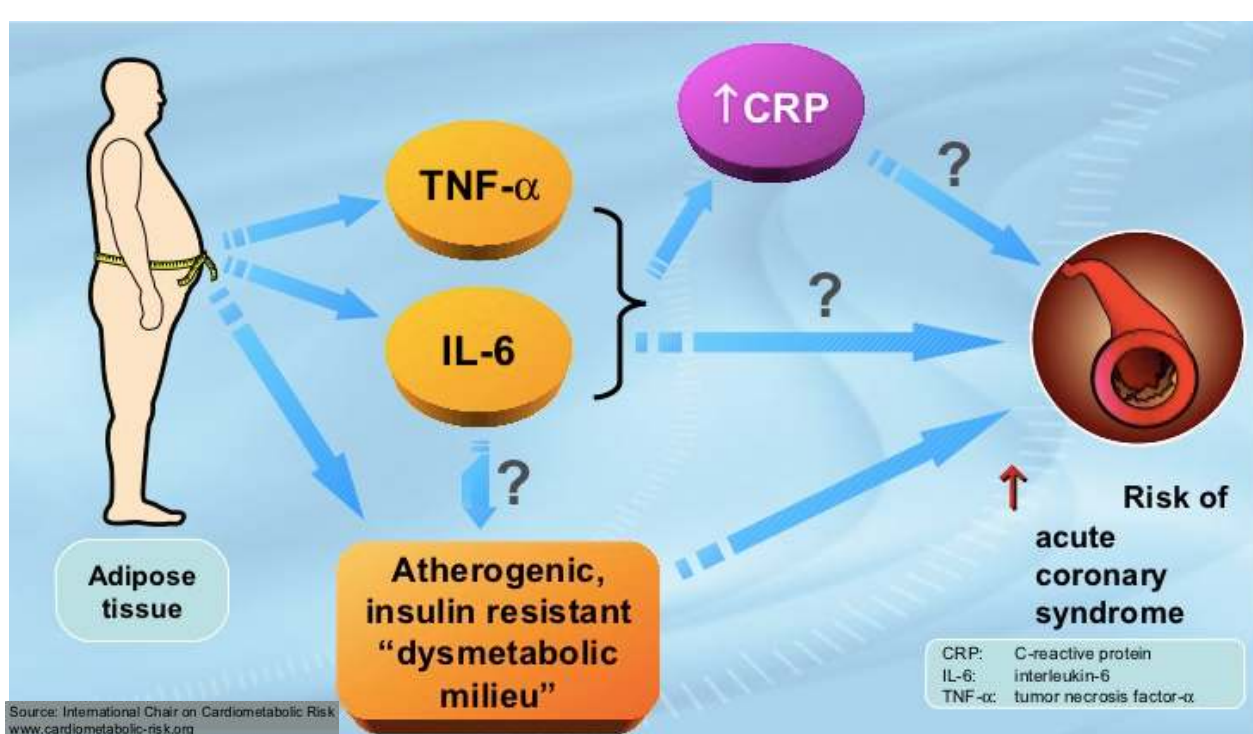 ↑CRP
TNF-α
IL-6
?
?
?
Adipose
tissue
Atherogenic,
insulin resistant
“dysmetabolic
milieu”
↑ Risk of
acute
coronary
syndrome
CRP: C-reactive protein
IL-6: interleukin-6
TNF-α: tumor necrosis factor-α
Source: International Chair on Cardiometabolic Risk
www.cardiometabolic-risk.org